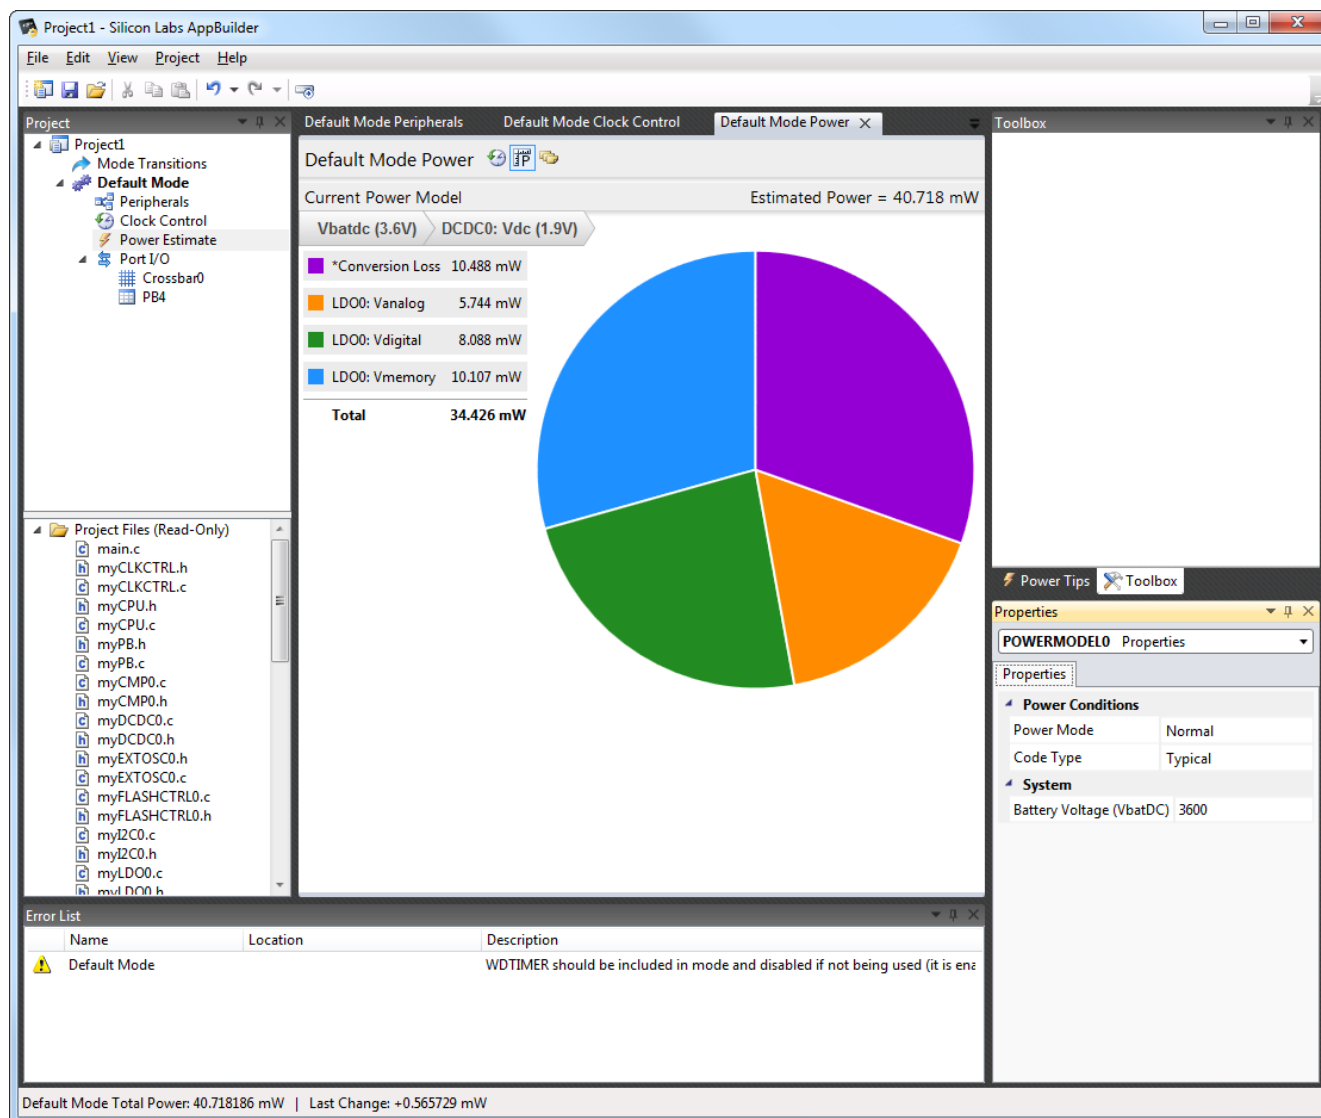 Project1 - Silicon Labs AppBuilder
File Edit View Project Help
Project
Project1
Mode Transitions
Default Mode
Peripherals
Clock Control
Power Estimate
Port I/O
Crossbar0
PB4
Project Files (Read-Only)
main.c
myCLKCTRL.h
myCLKCTRL.c
myCPU.h
myCPU.c
myPB.h
myPB.c
myCMP0.c
myCMP0.h
myDCDC0.c
myDCDC0.h
myEXTOSC0.h
myEXTOSC0.c
myFLASHCTRL0.c
myFLASHCTRL0.h
myI2C0.c
myI2C0.h
myLDO0.c
myLDO0.h
Default Mode Peripherals Default Mode Clock Control Default Mode Power
Default Mode Power
Current Power Model Estimated Power = 40.718 mW
Vbatdc (3.6V) DCDC0: Vdc (1.9V)
*Conversion Loss 10.488 mW
LDO0: Vanalog 5.744 mW
LDO0: Vdigital 8.088 mW
LDO0: Vmemory 10.107 mW
Total 34.426 mW
Toolbox
Power Tips Toolbox
Properties
POWERMODEL0 Properties
Properties
Power Conditions
Power Mode Normal
Code Type Typical
System
Battery Voltage (VbatDC) 3600
Error List
Name Location Description
Default Mode WDTIMER should be included in mode and disabled if not being used (it is ena
Default Mode Total Power: 40.718186 mW | Last Change: +0.565729 mW